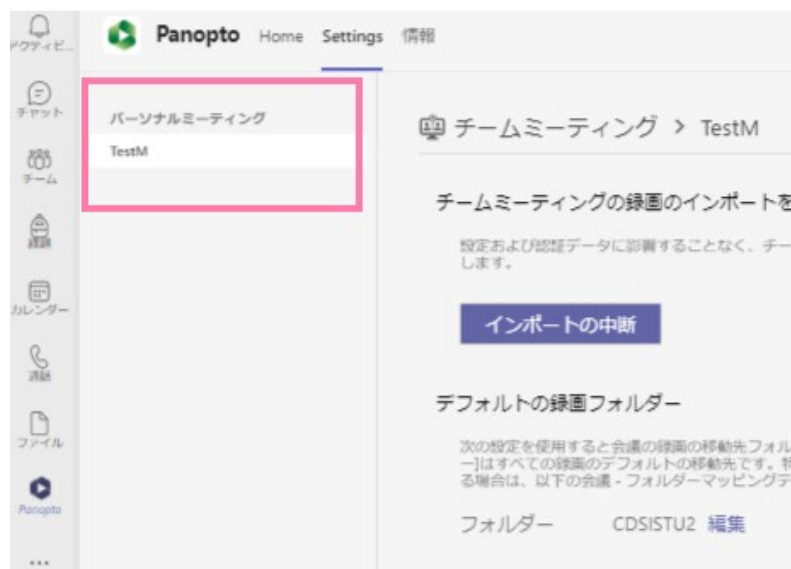 Panopto Home Settings 情報
アクティビ...
チャット
チーム
課題
カレンダー
通話
ファイル
Panopto
...
パーソナルミーティング
TestM
チームミーティング > TestM
チームミーティングの録画のインポートを
設定および認証データに影響することなく、チー
します。
インポートの中断
デフォルトの録画フォルダー
次の設定を使用すると会議の録画の移動先フォル
ー]はすべての録画のデフォルトの移動先です。特
る場合は、以下の会議 - フォルダーマッピングテ
フォルダー CDSISTU2 編集